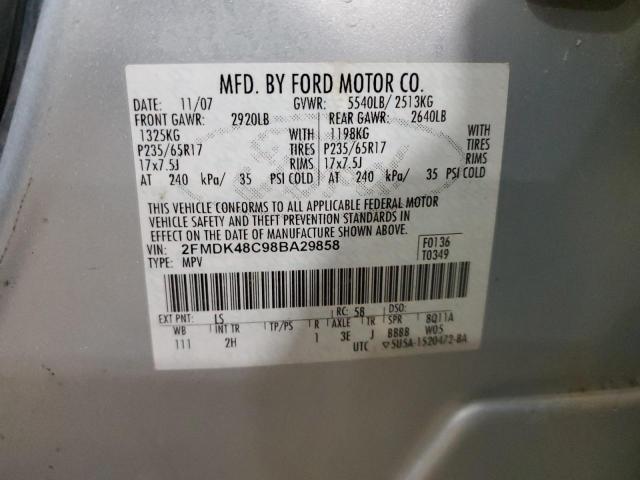 MFD. BY FORD MOTOR CO.
DATE: 11/07 GVWR: 5540LB/ 2513KG
FRONT GAWR: 2920LB REAR GAWR: 2640LB
1325KG WITH 1198KG WITH
P235/65R17 TIRES P235/65R17 TIRES
17x7.5J RIMS 17x7.5J RIMS
AT 240 kPa/ 35 PSI COLD AT 240 kPa/ 35 PSI COLD
THIS VEHICLE CONFORMS TO ALL APPLICABLE FEDERAL MOTOR
VEHICLE SAFETY AND THEFT PREVENTION STANDARDS IN
EFFECT ON THE DATE OF MANUFACTURE SHOWN ABOVE.
VIN: 2FMDK48C98BA29858 F0136
TYPE: MPV T0349
EXT PNT: LS RC: 58 DSO:
WB INT TR TP/PS R AXLE TR SPR 8Q11A
111 2H 1 3E J BBBB W05
UTC ▽5U5A-1520472-BA